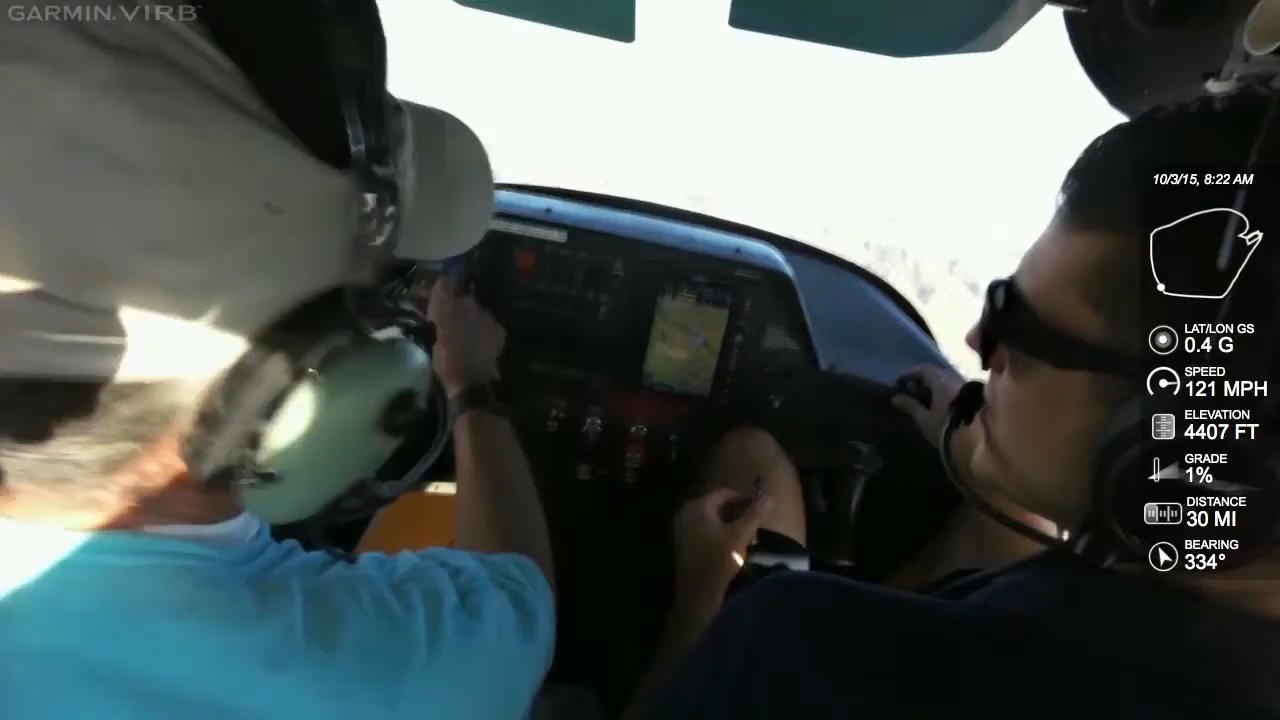 GARMIN.VIRB
10/3/15, 8:22 AM
LAT/LON GS
0.4 G
SPEED
121 MPH
ELEVATION
4407 FT
GRADE
1%
DISTANCE
30 MI
BEARING
334°